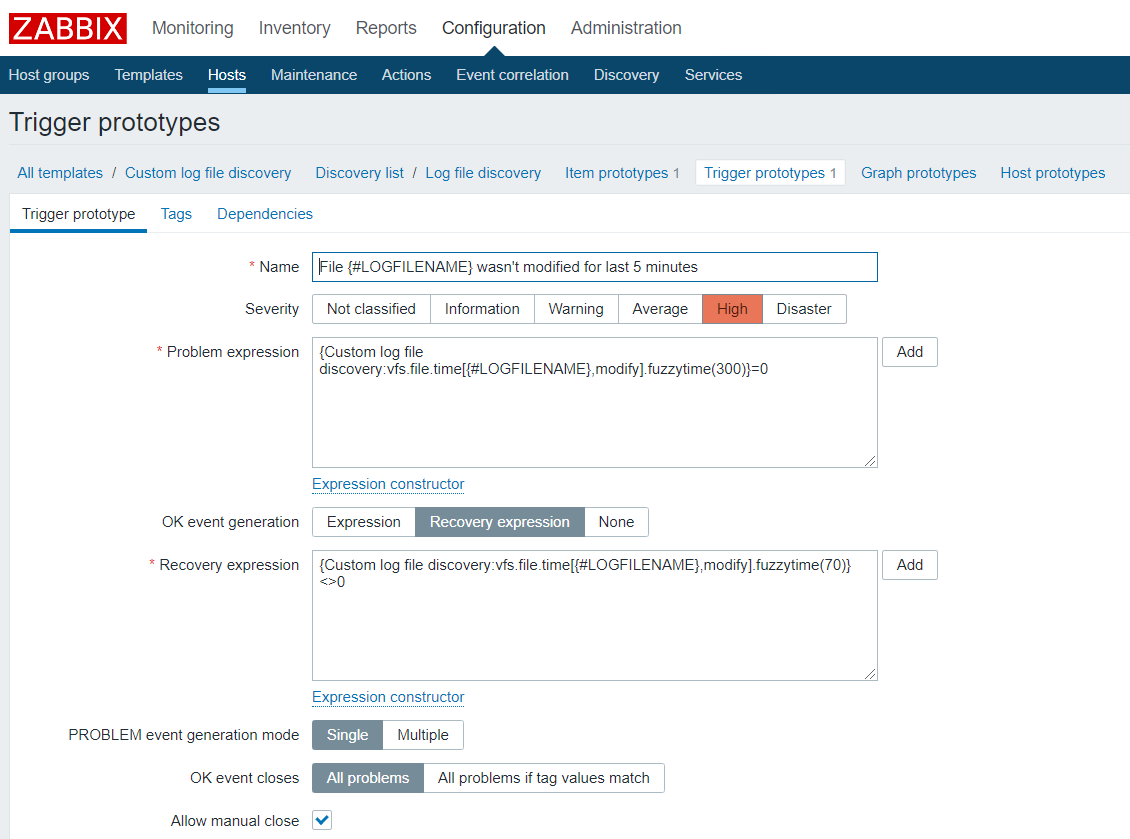 ZABBIX Monitoring Inventory Reports Configuration Administration
Host groups Templates Hosts Maintenance Actions Event correlation Discovery Services
Trigger prototypes
All templates / Custom log file discovery Discovery list / Log file discovery Item prototypes 1 Trigger prototypes 1 Graph prototypes Host prototypes
Trigger prototype Tags Dependencies
* Name File {#LOGFILENAME} wasn't modified for last 5 minutes
Severity Not classified Information Warning Average High Disaster
* Problem expression {Custom log file Add
discovery:vfs.file.time[{#LOGFILENAME},modify].fuzzytime(300)}=0
Expression constructor
OK event generation Expression Recovery expression None
* Recovery expression {Custom log file discovery:vfs.file.time[{#LOGFILENAME},modify].fuzzytime(70)} Add
<>0
Expression constructor
PROBLEM event generation mode Single Multiple
OK event closes All problems All problems if tag values match
Allow manual close